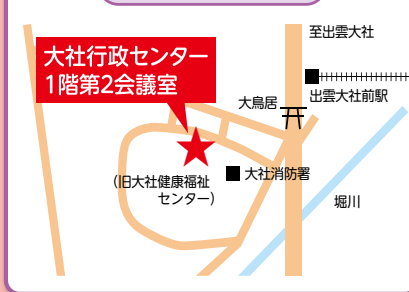 大社行政センター
1階第2会議室
至出雲大社
出雲大社前駅
大鳥居
大社消防署
(旧大社健康福祉
センター)
堀川